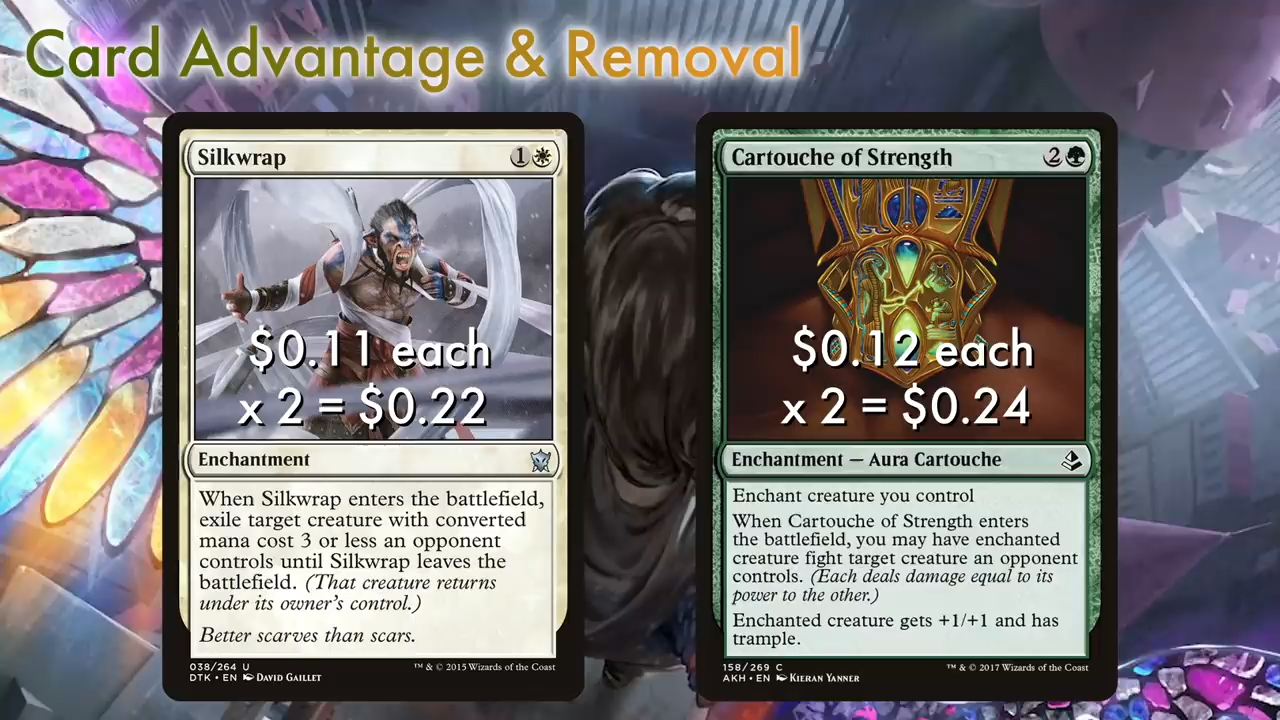 Card Advantage & Removal
Silkwrap 1
$0.11 each
x 2 = $0.22
Enchantment
When Silkwrap enters the battlefield,
exile target creature with converted
mana cost 3 or less an opponent
controls until Silkwrap leaves the
battlefield. (That creature returns
under its owner's control.)
Better scarves than scars.
038/264 U
DTK • EN David Gaillet
™ & © 2015 Wizards of the Coast
Cartouche of Strength 2
$0.12 each
x 2 = $0.24
Enchantment — Aura Cartouche
Enchant creature you control
When Cartouche of Strength enters
the battlefield, you may have enchanted
creature fight target creature an opponent
controls. (Each deals damage equal to its
power to the other.)
Enchanted creature gets +1/+1 and has
trample.
158/269 C
AKH • EN Kieran Yanner
™ & © 2017 Wizards of the Coast